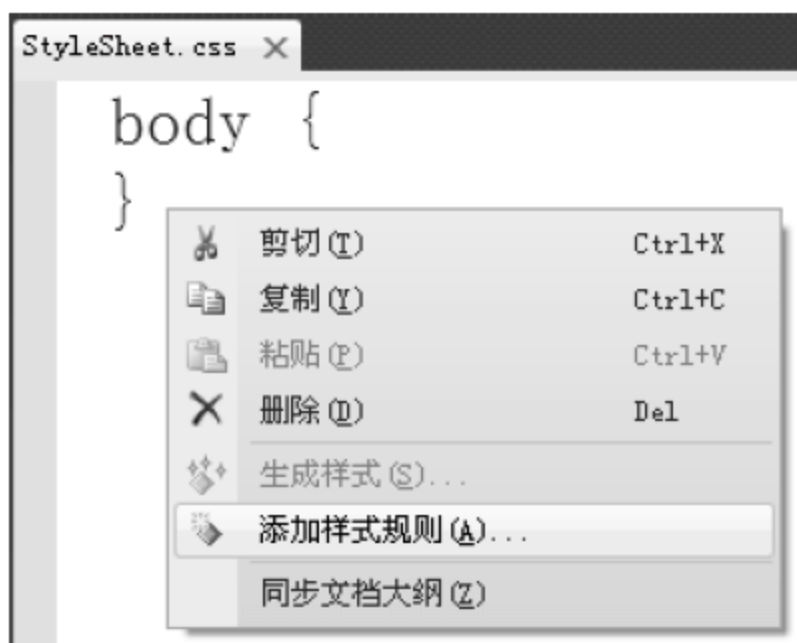 StyleSheet.css
body {
}
剪切(T) Ctrl+X
复制(Y) Ctrl+C
粘贴(P) Ctrl+V
删除(D) Del
生成样式(S)...
添加样式规则(A)...
同步文档大纲(Z)